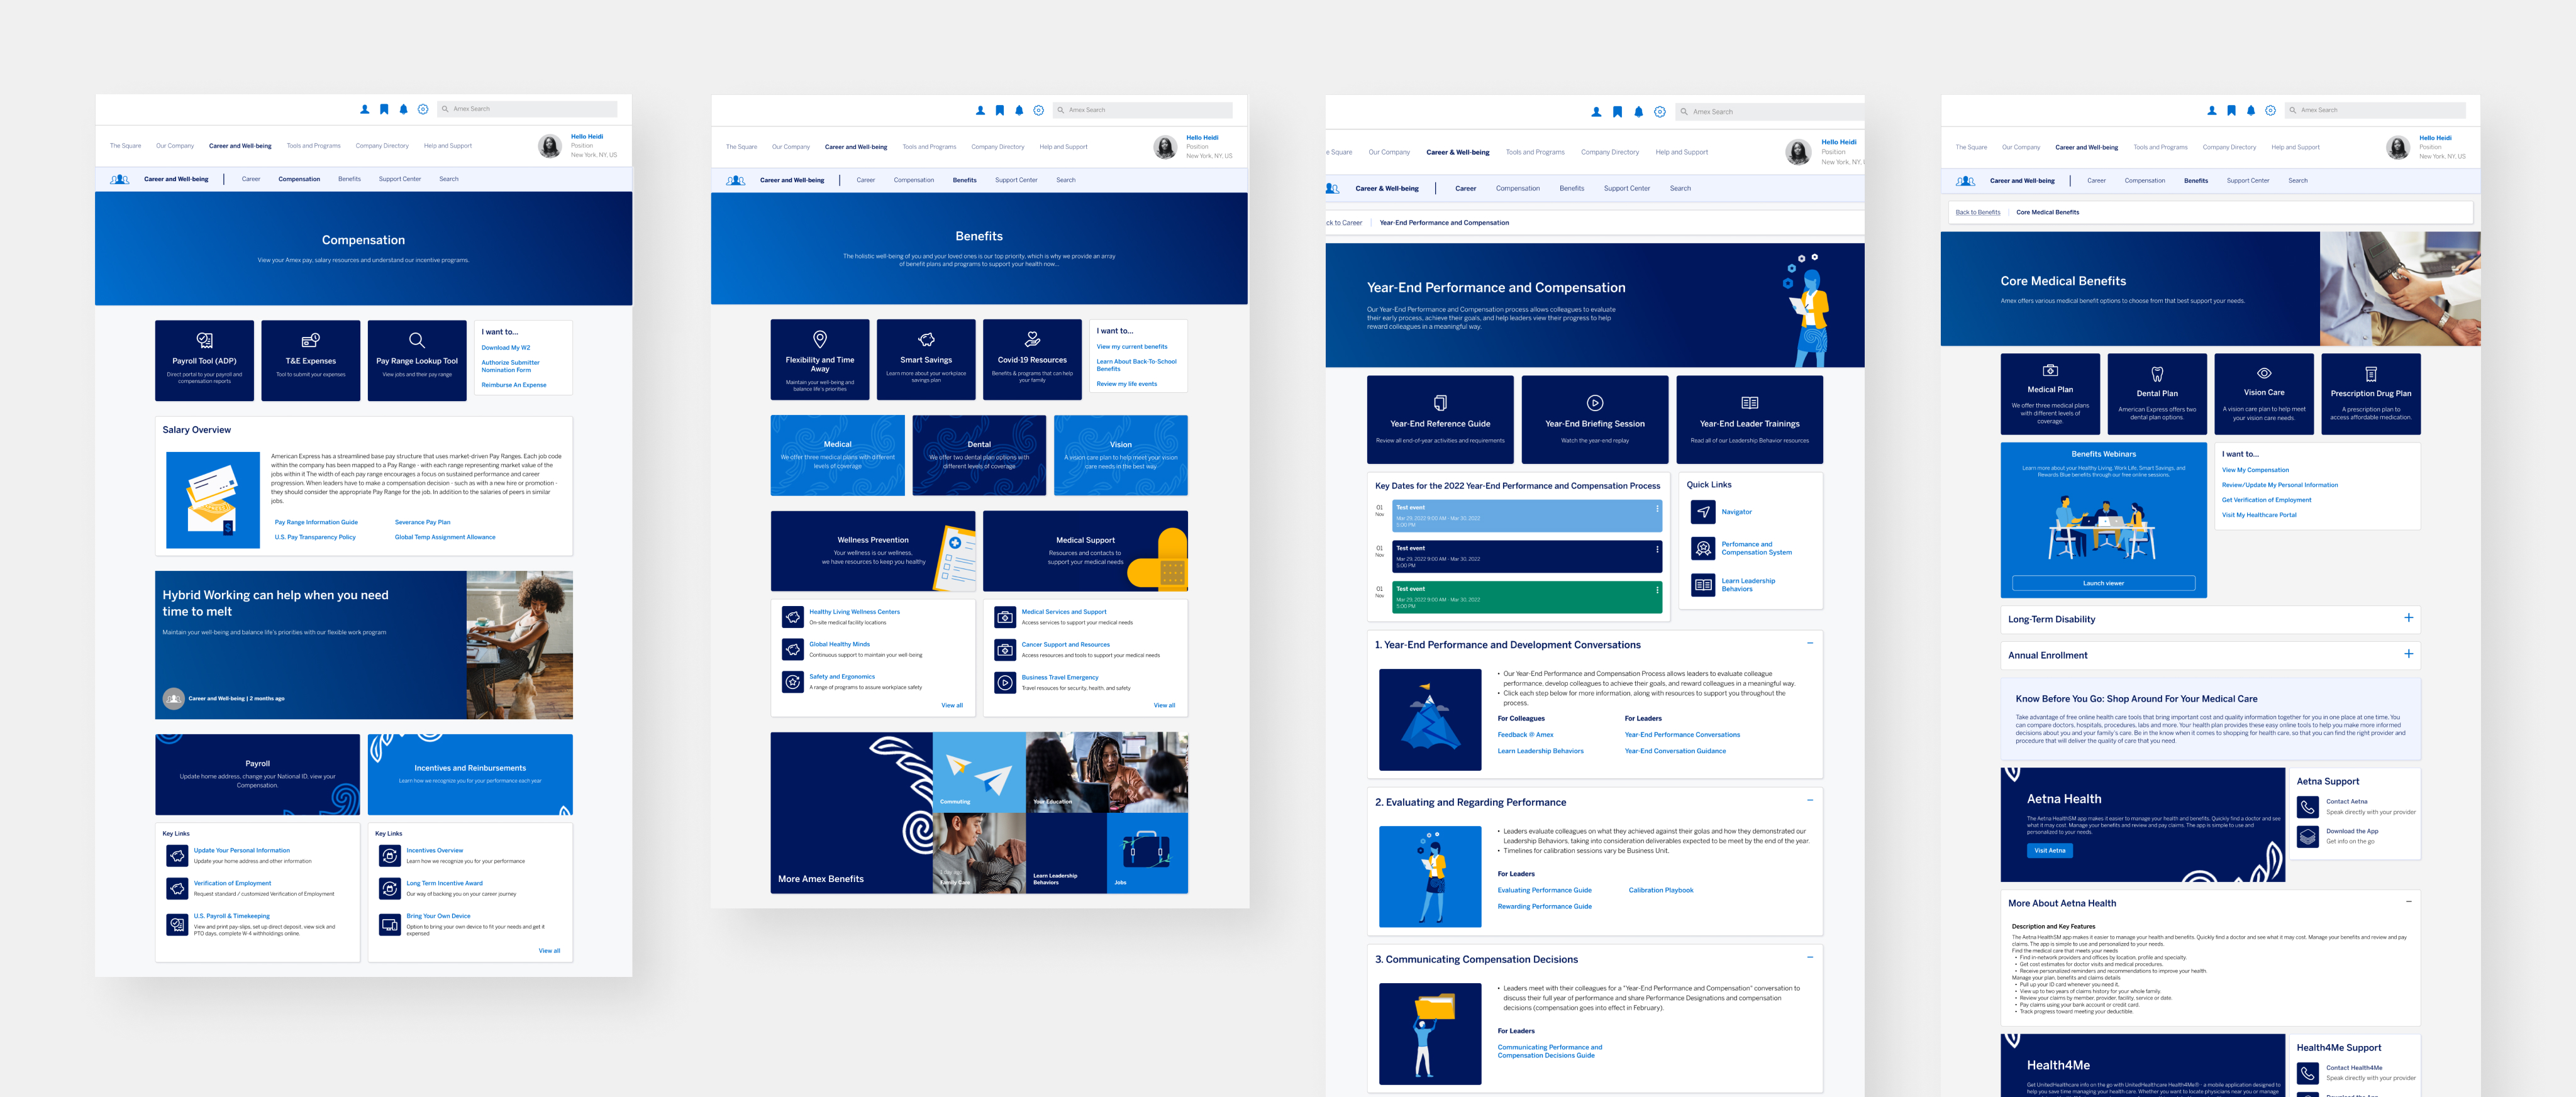 Amex Search
The Square
Our Company
Career and Well-being
Tools and Programs
Company Directory
Help and Support
Hello Heidi
Position
New York, NY, US
Career and Well-being
Career
Compensation
Benefits
Support Center
Search
Compensation
View your Amex pay, salary resources and understand our incentive programs.
Payroll Tool (ADP)
Direct portal to your payroll and
compensation reports
T&E Expenses
Tool to submit your expenses
Pay Range Lookup Tool
View jobs and their pay range
I want to...
Download My W2
Authorize Submitter
Nomination Form
Reimburse An Expense
Salary Overview
American Express has a streamlined base pay structure that uses market-driven Pay Ranges. Each job code
within the company has been mapped to a Pay Range - with each range representing market value of the
jobs within it The width of each pay range encourages a focus on sustained performance and career
progression. When leaders have to make a compensation decision - such as with a new hire or promotion -
they should consider the appropriate Pay Range for the job. In addition to the salaries of peers in similar
jobs.
Pay Range Information Guide
Severance Pay Plan
U.S. Pay Transparency Policy
Global Temp Assignment Allowance
Hybrid Working can help when you need
time to melt
Maintain your well-being and balance life's priorities with our flexible work program
Career and Well-being | 2 months ago
Payroll
Update home address, change your National ID, view your
Compensation.
Incentives and Reinbursements
Learn how we recognize you for your performance each year
Key Links
Update Your Personal Information
Update your home address and other information
Verification of Employment
Request standard / customized Verification of Employment
U.S. Payroll & Timekeeping
View and print pay-slips, set up direct deposit, view sick and
PTO days, complete W-4 withholdings online.
Key Links
Incentives Overview
Learn how we recognize you for your performance
Long Term Incentive Award
Our way of backing you on your career journey
Bring Your Own Device
Option to bring your own device to fit your needs and get it
expensed
View all
Amex Search
The Square
Our Company
Career and Well-being
Tools and Programs
Company Directory
Help and Support
Hello Heidi
Position
New York, NY, US
Career and Well-being
Career
Compensation
Benefits
Support Center
Search
Benefits
The holistic well-being of you and your loved ones is our top priority, which is why we provide an array
of benefit plans and programs to support your health now...
Flexibility and Time
Away
Maintain your well-being and
balance life's priorities
Smart Savings
Learn more about your workplace
savings plan
Covid-19 Resources
Benefits & programs that can help
your family
I want to...
View my current benefits
Learn About Back-To-School
Benefits
Review my life events
Medical
We offer three medical plans with different
levels of coverage
Dental
We offer two dental plan options with
different levels of coverage
Vision
A vision care plan to help meet your vision
care needs in the best way
Wellness Prevention
Your wellness is our wellness,
we have resources to keep you healthy
Medical Support
Resources and contacts to
support your medical needs
Healthy Living Wellness Centers
On-site medical facility locations
Global Healthy Minds
Continuous support to maintain your well-being
Safety and Ergonomics
A range of programs to assure workplace safety
View all
Medical Services and Support
Access services to support your medical needs
Cancer Support and Resources
Access resources and tools to support your medical needs
Business Travel Emergency
Travel resouces for security, health, and safety
View all
More Amex Benefits
Commuting
Your Education
Family Care
Learn Leadership
Behaviors
Jobs
Amex Search
e Square
Our Company
Career & Well-being
Tools and Programs
Company Directory
Help and Support
Hello Heidi
Position
New York, NY,
Career & Well-being
Career
Compensation
Benefits
Support Center
Search
ck to Career
Year-End Performance and Compensation
Year-End Performance and Compensation
Our Year-End Performance and Compensation process allows colleagues to evaluate
their early process, achieve their goals, and help leaders view their progress to help
reward colleagues in a meaningful way.
Year-End Reference Guide
Review all end-of-year activities and requirements
Year-End Briefing Session
Watch the year-end replay
Year-End Leader Trainings
Read all of our Leadership Behavior resources
Key Dates for the 2022 Year-End Performance and Compensation Process
01
Nov
Test event
Mar 29, 2022 9:00 AM - Mar 30, 2022
5:00 PM
01
Nov
Test event
Mar 29, 2022 9:00 AM - Mar 30, 2022
5:00 PM
01
Nov
Test event
Mar 29, 2022 9:00 AM - Mar 30, 2022
5:00 PM
Quick Links
Navigator
Perfomance and
Compensation System
Learn Leadership
Behaviors
1. Year-End Performance and Development Conversations
• Our Year-End Performance and Compensation Process allows leaders to evaluate colleague
performance, develop colleagues to achieve their goals, and reward colleagues in a meaningful way.
• Click each step below for more information, along with resources to support you throughout the
process.
For Colleagues
For Leaders
Feedback @ Amex
Year-End Performance Conversations
Learn Leadership Behaviors
Year-End Conversation Guidance
2. Evaluating and Regarding Performance
• Leaders evaluate colleagues on what they achieved against their golas and how they demonstrated our
Leadership Behaviors, taking into consideration deliverables expected to be meet by the end of the year.
• Timelines for calibration sessions vary be Business Unit.
For Leaders
Evaluating Performance Guide
Calibration Playbook
Rewarding Performance Guide
3. Communicating Compensation Decisions
• Leaders meet with their colleagues for a "Year-End Performance and Compensation" conversation to
discuss their full year of performance and share Performance Designations and compensation
decisions (compensation goes into effect in February).
For Leaders
Communicating Performance and
Compensation Decisions Guide
Amex Search
The Square
Our Company
Career and Well-being
Tools and Programs
Company Directory
Help and Support
Hello Heidi
Position
New York, NY, US
Career and Well-being
Career
Compensation
Benefits
Support Center
Search
Back to Benefits
Core Medical Benefits
Core Medical Benefits
Amex offers various medical benefit options to choose from that best support your needs.
Medical Plan
We offer three medical plans
with different levels of
coverage.
Dental Plan
American Express offers two
dental plan options.
Vision Care
A vision care plan to help meet
your vision care needs.
Prescription Drug Plan
A prescription plan to
access affordable medication.
Benefits Webinars
Learn more about your Healthy Living, Work Life, Smart Savings, and
Rewards Blue benefits through our free online sessions.
Launch viewer
I want to...
View My Compensation
Review/Update My Personal Information
Get Verification of Employment
Visit My Healthcare Portal
Long-Term Disability
Annual Enrollment
Know Before You Go: Shop Around For Your Medical Care
Take advantage of free online health care tools that bring important cost and quality information together for you in one place at one time. You
can compare doctors, hospitals, procedures, labs and more. Your health plan provides these easy online tools to help you make more informed
decisions about you and your family's care. Be in the know when it comes to shopping for health care, so that you can find the right provider and
procedure that will deliver the quality of care that you need.
Aetna Health
The Aetna HealthSM app makes it easier to manage your health and benefits. Quickly find a doctor and see
what it may cost. Manage your benefits and review and pay claims. The app is simple to use and
personalized to your needs.
Visit Aetna
Aetna Support
Contact Aetna
Speak directly with your provider
Download the App
Get info on the go
More About Aetna Health
Description and Key Features
The Aetna HealthSM app makes it easier to manage your health and benefits. Quickly find a doctor and see what it may cost. Manage your benefits and review and pay
claims. The app is simple to use and personalized to your needs.
Find the medical care that meets your needs
• Find in-network providers and offices by location, profile and specialty.
• Get cost estimates for doctor visits and medical procedures.
• Receive personalized reminders and recommendations to improve your health.
Manage your plan, benefits and claims details
• Pull up your ID card whenever you need it.
• View up to two years of claims history for your whole family.
• Review your claims by member, provider, facility, service or date.
• Pay claims using your bank account or credit card.
• Track progress toward meeting your deductible.
Health4Me
Get UnitedHealthcare info on the go with UnitedHealthcare Health4Me® - a mobile application designed to
help you save time managing your health care. Whether you want to locate physicians near you or manage
Health4Me Support
Contact Health4Me
Speak directly with your provider